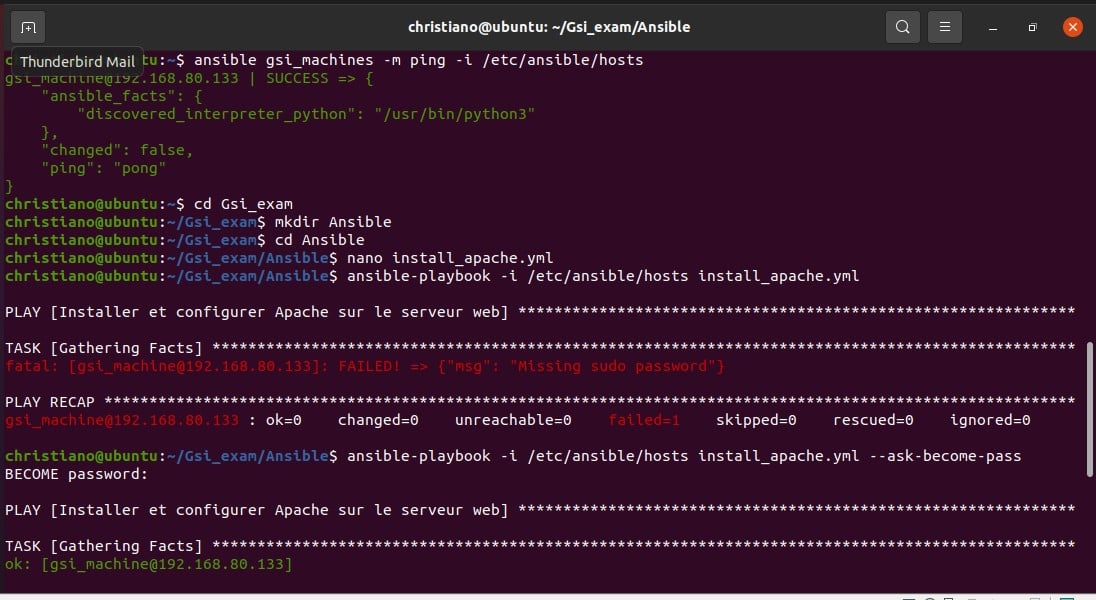 christiano@ubuntu: ~/Gsi_exam/Ansible
Thunderbird Mail tu:~$ ansible gsi_machines -m ping -i /etc/ansible/hosts
gsi_machine@192.168.80.133 | SUCCESS => {
    "ansible_facts": {
        "discovered_interpreter_python": "/usr/bin/python3"
    },
    "changed": false,
    "ping": "pong"
}
christiano@ubuntu:~$ cd Gsi_exam
christiano@ubuntu:~/Gsi_exam$ mkdir Ansible
christiano@ubuntu:~/Gsi_exam$ cd Ansible
christiano@ubuntu:~/Gsi_exam/Ansible$ nano install_apache.yml
christiano@ubuntu:~/Gsi_exam/Ansible$ ansible-playbook -i /etc/ansible/hosts install_apache.yml
PLAY [Installer et configurer Apache sur le serveur web] **************************************************************
TASK [Gathering Facts] ************************************************************************************************
fatal: [gsi_machine@192.168.80.133]: FAILED! => {"msg": "Missing sudo password"}
PLAY RECAP ************************************************************************************************************
gsi_machine@192.168.80.133 : ok=0    changed=0    unreachable=0    failed=1    skipped=0    rescued=0    ignored=0
christiano@ubuntu:~/Gsi_exam/Ansible$ ansible-playbook -i /etc/ansible/hosts install_apache.yml --ask-become-pass
BECOME password:
PLAY [Installer et configurer Apache sur le serveur web] **************************************************************
TASK [Gathering Facts] ************************************************************************************************
ok: [gsi_machine@192.168.80.133]